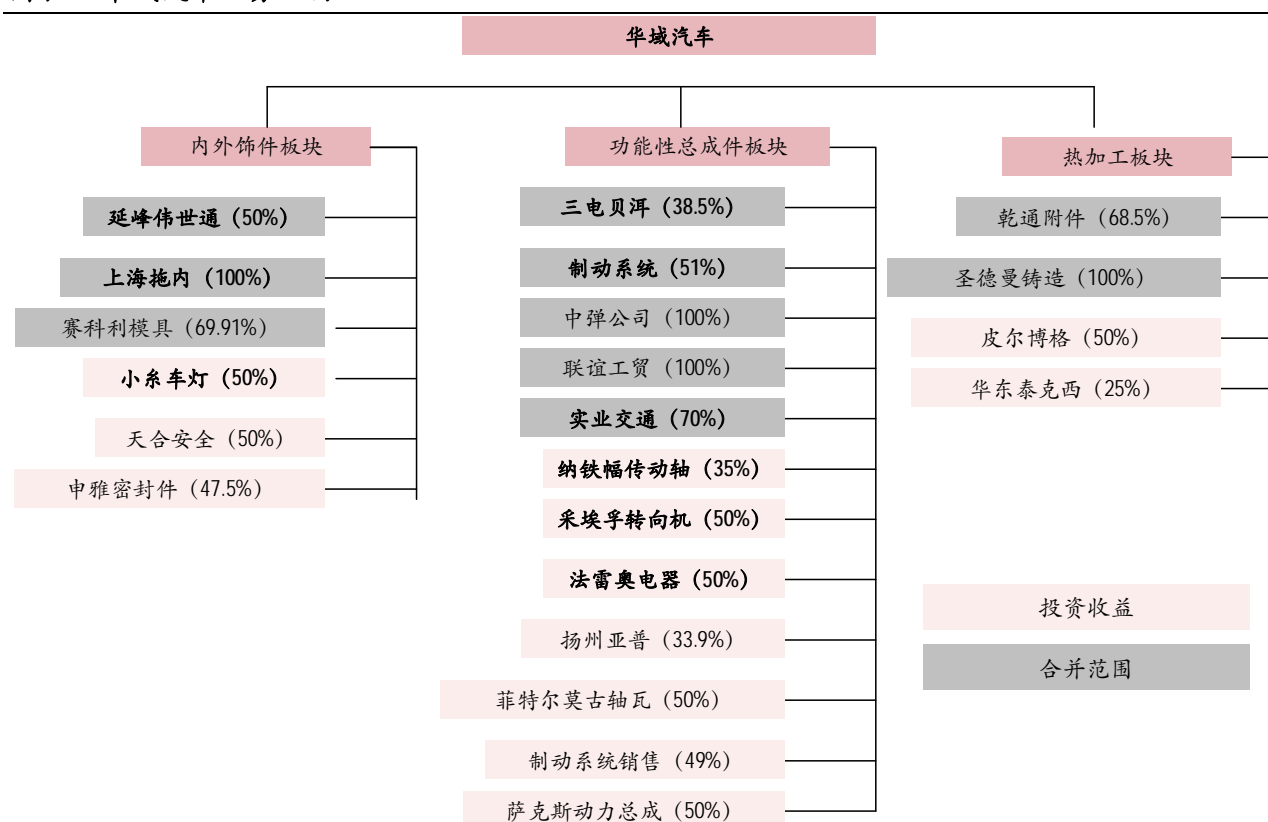 华域汽车
内外饰件板块
延峰伟世通 (50%)
上海拖内 (100%)
赛科利模具 (69.91%)
小糸车灯 (50%)
天合安全 (50%)
申雅密封件 (47.5%)
功能性总成件板块
三电贝洱 (38.5%)
制动系统 (51%)
中弹公司 (100%)
联谊工贸 (100%)
实业交通 (70%)
纳铁幅传动轴 (35%)
采埃孚转向机 (50%)
法雷奥电器 (50%)
扬州亚普 (33.9%)
菲特尔莫古轴瓦 (50%)
制动系统销售 (49%)
萨克斯动力总成 (50%)
热加工板块
乾通附件 (68.5%)
圣德曼铸造 (100%)
皮尔博格 (50%)
华东泰克西 (25%)
投资收益
合并范围